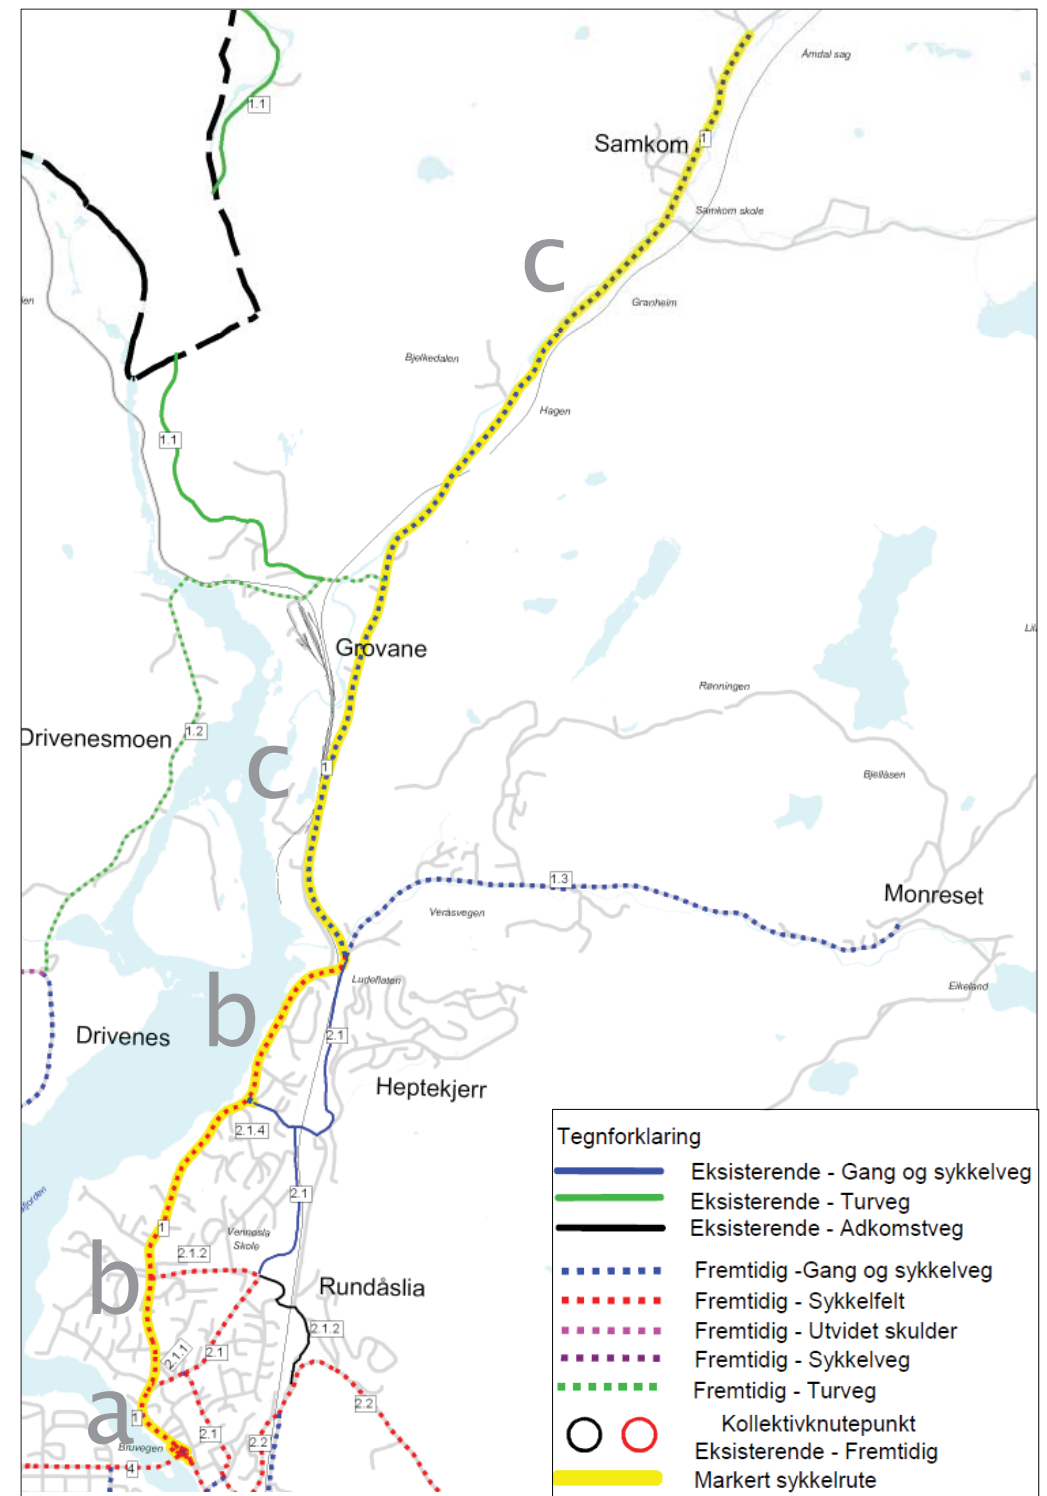 Åmdal sag
1.1
Samkom
1
Samkom skole
c
Granheim
Bjelkedalen
Hagen
1.1
Grovane
Rønningen
1.2
Drivenesmoen
c
1
Bjellåsen
1.3
Monreset
Veråsvegen
b
Ludeflaten
Eikeland
Drivenes
2.1
Heptekjerr
2.1.4
2.1
1
Vennesla
Skole
2.1.2
b
Rundåslia
2.1.2
2.1.1
2.1
a
2.2
1
2.1
2.2
Bruvegen
4
Tegnforklaring
Eksisterende - Gang og sykkelveg
Eksisterende - Turveg
Eksisterende - Adkomstveg
Fremtidig -Gang og sykkelveg
Fremtidig - Sykkelfelt
Fremtidig - Utvidet skulder
Fremtidig - Sykkelveg
Fremtidig - Turveg
Kollektivknutepunkt
Eksisterende - Fremtidig
Markert sykkelrute